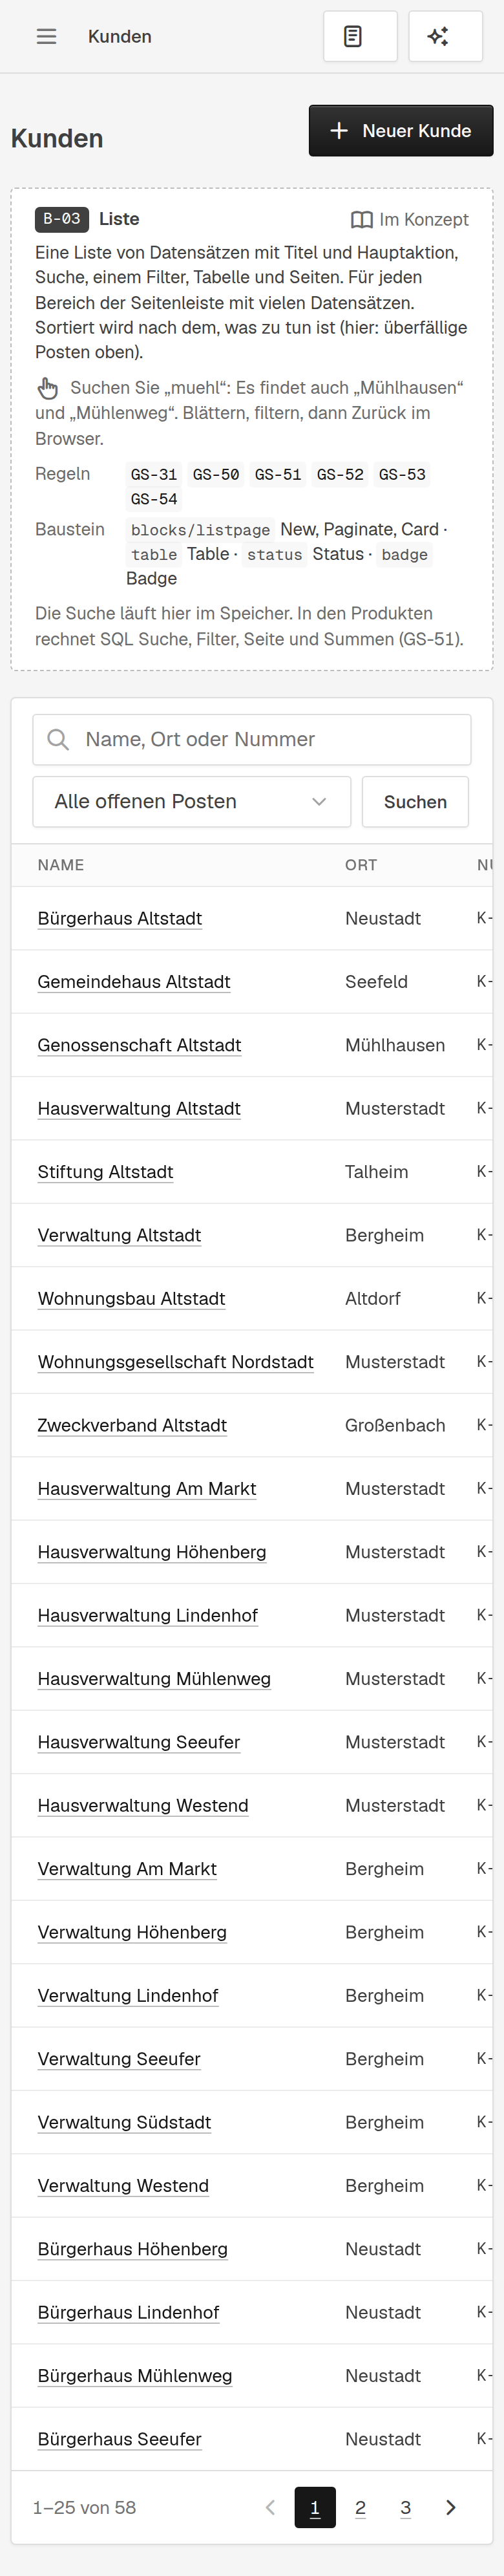 Kunden
Kunden
Neuer Kunde
B-03 Liste
Im Konzept
Eine Liste von Datensätzen mit Titel und Hauptaktion,
Suche, einem Filter, Tabelle und Seiten. Für jeden
Bereich der Seitenleiste mit vielen Datensätzen.
Sortiert wird nach dem, was zu tun ist (hier: überfällige
Posten oben).
Suchen Sie „muehl“: Es findet auch „Mühlhausen“
und „Mühlenweg“. Blättern, filtern, dann Zurück im
Browser.
Regeln GS-31 GS-50 GS-51 GS-52 GS-53
GS-54
Baustein blocks/listpage New, Paginate, Card ·
table Table · status Status · badge
Badge
Die Suche läuft hier im Speicher. In den Produkten
rechnet SQL Suche, Filter, Seite und Summen (GS-51).
Name, Ort oder Nummer
Alle offenen Posten Suchen
NAME ORT
Bürgerhaus Altstadt Neustadt K-
Gemeindehaus Altstadt Seefeld K-
Genossenschaft Altstadt Mühlhausen K-
Hausverwaltung Altstadt Musterstadt K-
Stiftung Altstadt Talheim K-
Verwaltung Altstadt Bergheim K-
Wohnungsbau Altstadt Altdorf K-
Wohnungsgesellschaft Nordstadt Musterstadt K-
Zweckverband Altstadt Großenbach K-
Hausverwaltung Am Markt Musterstadt K-
Hausverwaltung Höhenberg Musterstadt K-
Hausverwaltung Lindenhof Musterstadt K-
Hausverwaltung Mühlenweg Musterstadt K-
Hausverwaltung Seeufer Musterstadt K-
Hausverwaltung Westend Musterstadt K-
Verwaltung Am Markt Bergheim K-
Verwaltung Höhenberg Bergheim K-
Verwaltung Lindenhof Bergheim K-
Verwaltung Seeufer Bergheim K-
Verwaltung Südstadt Bergheim K-
Verwaltung Westend Bergheim K-
Bürgerhaus Höhenberg Neustadt K-
Bürgerhaus Lindenhof Neustadt K-
Bürgerhaus Mühlenweg Neustadt K-
Bürgerhaus Seeufer Neustadt K-
1–25 von 58 1 2 3